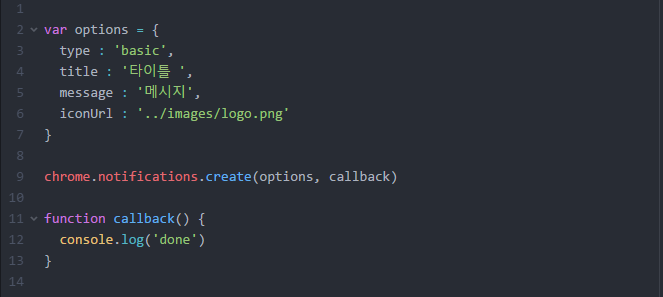 1
2 var options = {
3 type : 'basic',
4 title : '타이틀 ',
5 message : '메시지',
6 iconUrl : '../images/logo.png'
7 }
8
9 chrome.notifications.create(options, callback)
10
11 function callback() {
12 console.log('done')
13 }
14